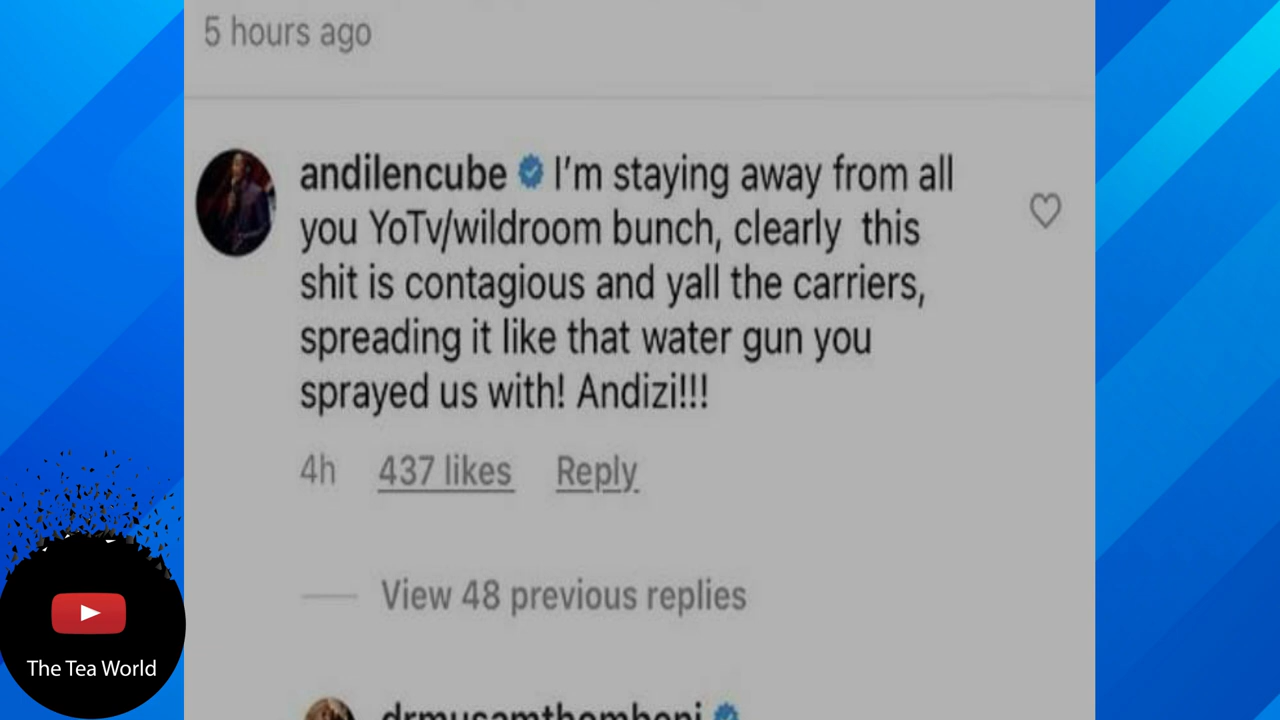 5 hours ago
andilencube I'm staying away from all
you YoTv/wildroom bunch, clearly this
shit is contagious and yall the carriers,
spreading it like that water gun you
sprayed us with! Andizi!!!
4h 437 likes Reply
View 48 previous replies
drmusamthombeni
The Tea World